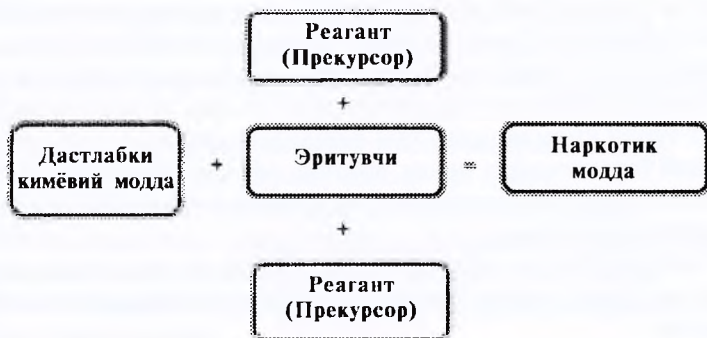 Реагант
(Прекурсор)
+
Дастлабки
кимёвий модда
+
Эритувчи
=
Наркотик
модда
+
Реагант
(Прекурсор)